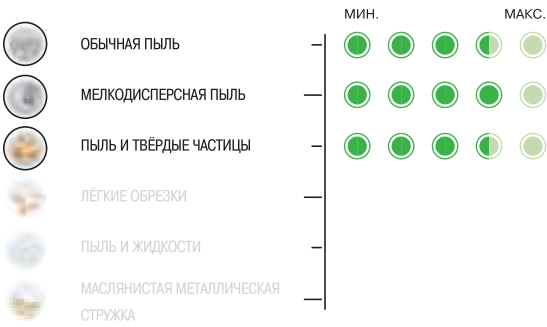 МИН. МАКС.
ОБЫЧНАЯ ПЫЛЬ
МЕЛКОДИСПЕРСНАЯ ПЫЛЬ
ПЫЛЬ И ТВЁРДЫЕ ЧАСТИЦЫ
ЛЁГКИЕ ОБРЕЗКИ
ПЫЛЬ И ЖИДКОСТИ
МАСЛЯНИСТАЯ МЕТАЛЛИЧЕСКАЯ
СТРУЖКА